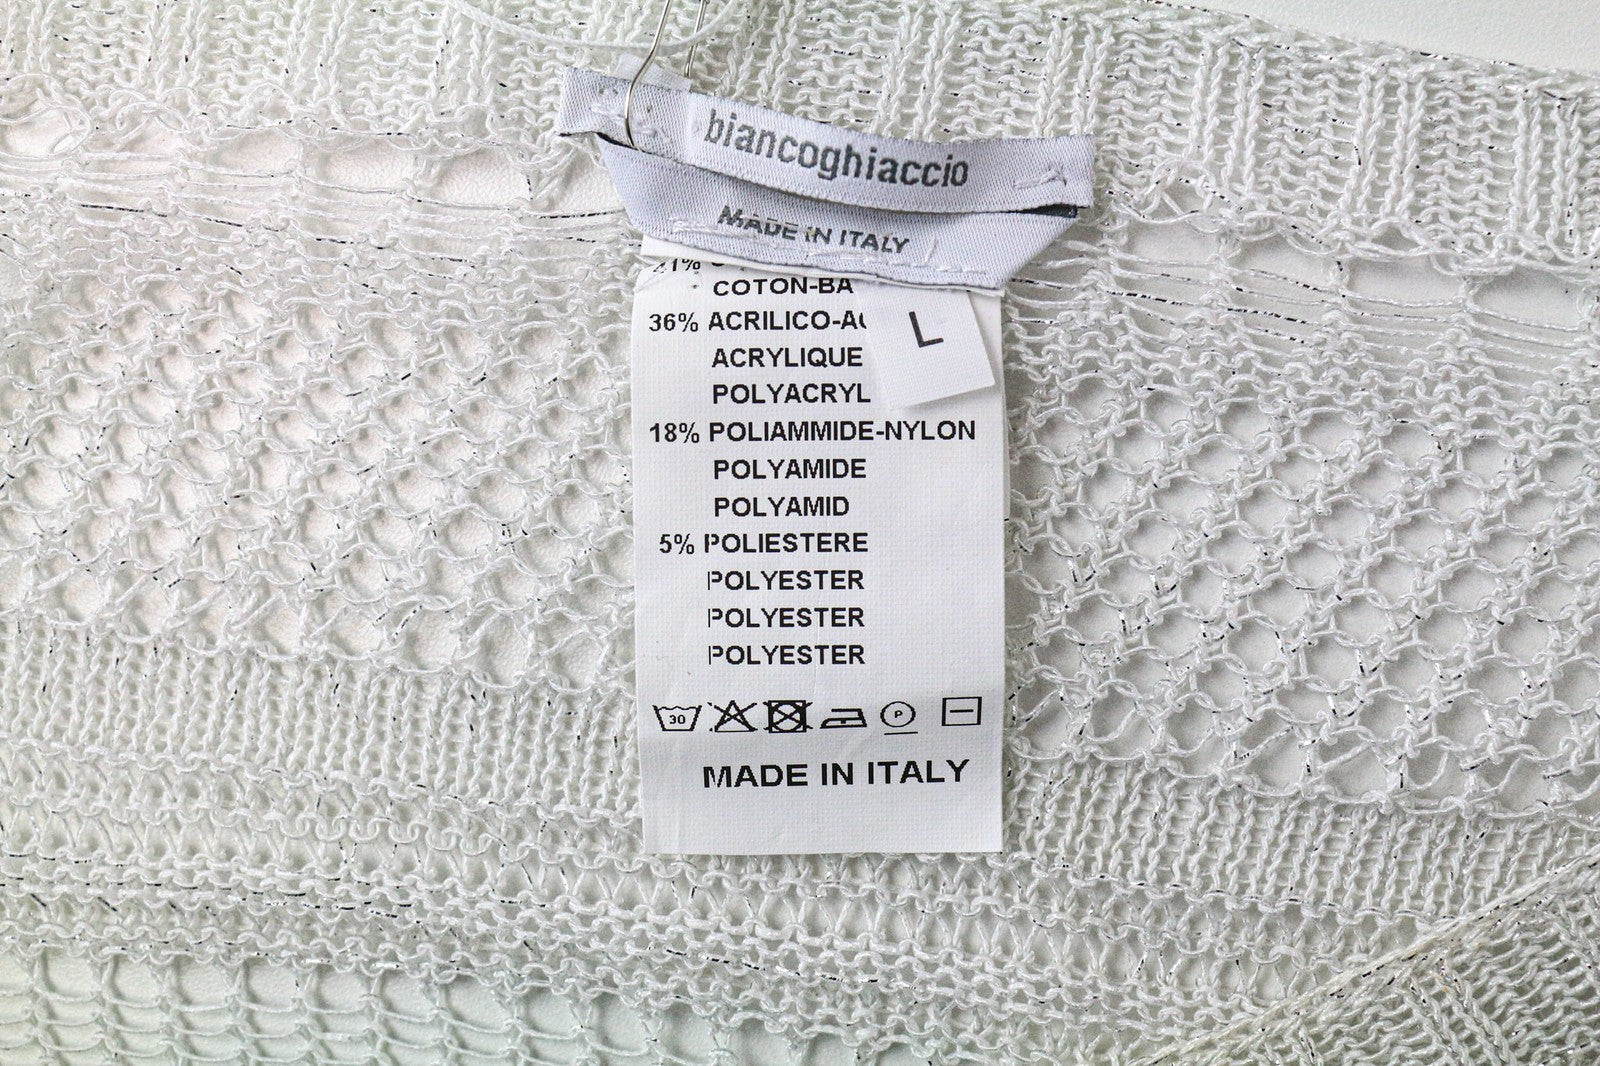 biancoghiaccio
MADE IN ITALY
41%
COTON-BA
L
36% ACRILICO-AC
ACRYLIQUE
POLYACRYL
18% POLIAMMIDE-NYLON
POLYAMIDE
POLYAMID
5% POLIESTERE
POLYESTER
POLYESTER
POLYESTER
30 P
MADE IN ITALY